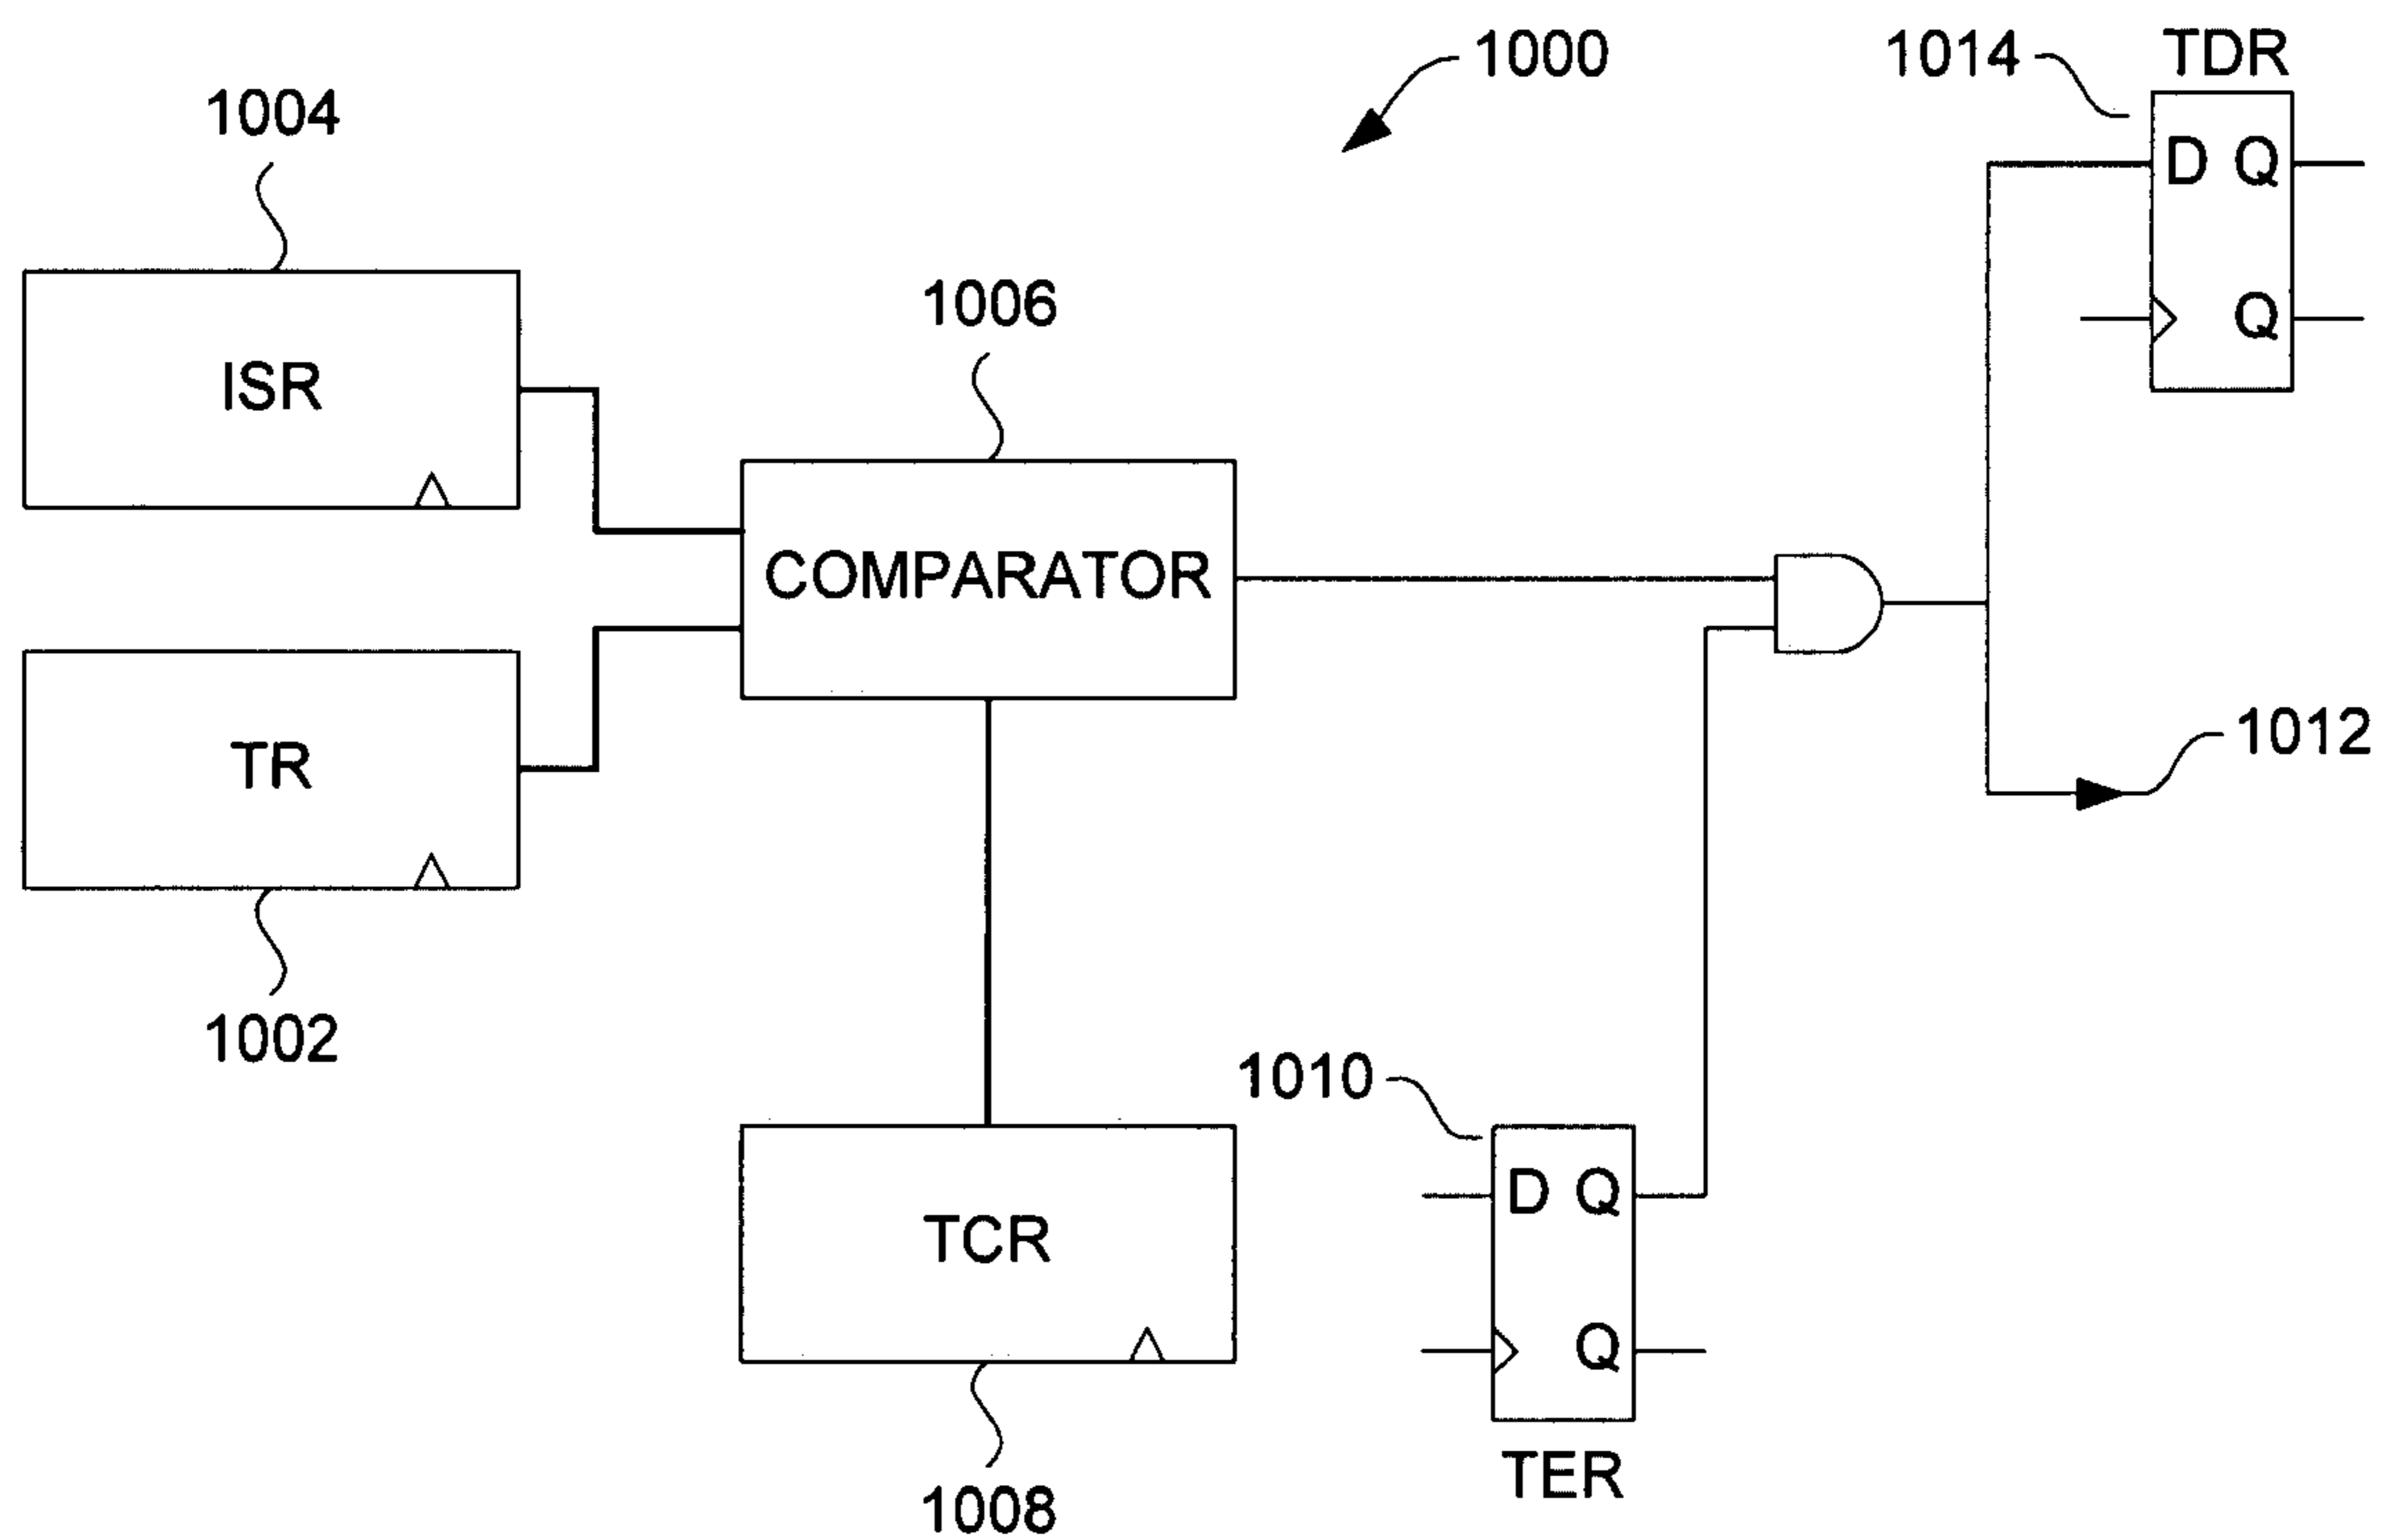 1000
1014
TDR
1004
D Q
Q
1006
ISR
COMPARATOR
TR
1012
1002
1010
D Q
TCR
Q
TER
1008